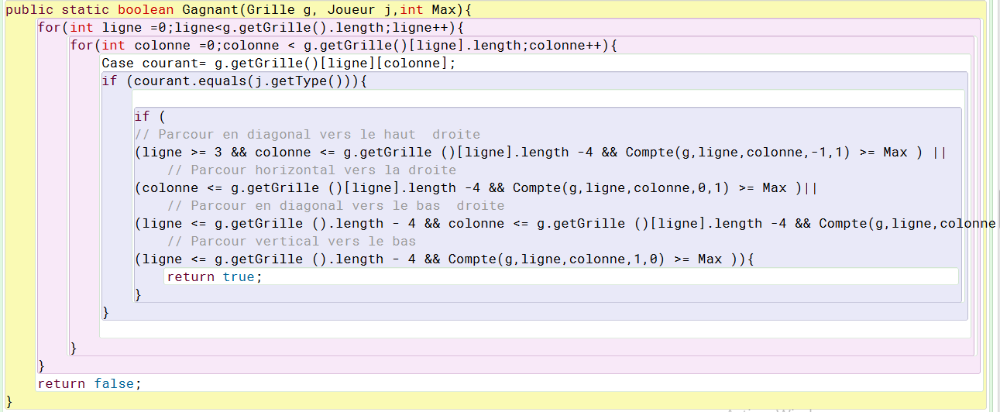 public static boolean Gagnant(Grille g, Joueur j,int Max){
for(int ligne =0;ligne<g.getGrille().length;ligne++){
for(int colonne =0;colonne < g.getGrille()[ligne].length;colonne++){
Case courant= g.getGrille()[ligne][colonne];
if (courant.equals(j.getType())){
if (
// Parcour en diagonal vers le haut  droite
(ligne >= 3 && colonne <= g.getGrille ()[ligne].length -4 && Compte(g,ligne,colonne,-1,1) >= Max ) ||
// Parcour horizontal vers la droite
(colonne <= g.getGrille ()[ligne].length -4 && Compte(g,ligne,colonne,0,1) >= Max )||
// Parcour en diagonal vers le bas  droite
(ligne <= g.getGrille ().length - 4 && colonne <= g.getGrille ()[ligne].length -4 && Compte(g,ligne,colonne
// Parcour vertical vers le bas
(ligne <= g.getGrille ().length - 4 && Compte(g,ligne,colonne,1,0) >= Max )){
return true;
}
}
}
}
return false;
}